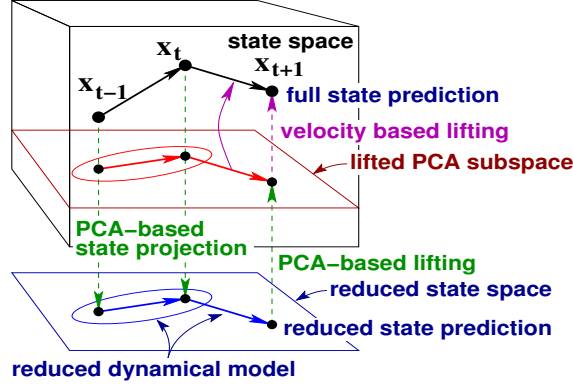 state space
x_t
x_{t−1}
x_{t+1}
full state prediction
velocity based lifting
lifted PCA subspace
PCA−based
state projection
PCA−based lifting
reduced state space
reduced state prediction
reduced dynamical model